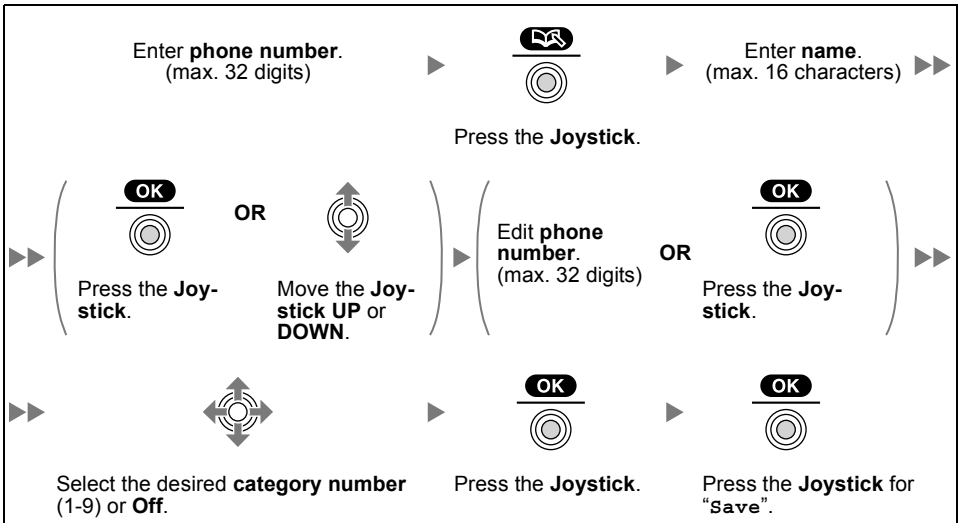 Enter phone number.
(max. 32 digits)
Press the Joystick.
Enter name.
(max. 16 characters)
OK
Press the Joy-
stick.
OR
Move the Joy-
stick UP or
DOWN.
Edit phone
number.
(max. 32 digits)
OR
OK
Press the Joy-
stick.
Select the desired category number
(1-9) or Off.
OK
Press the Joystick.
OK
Press the Joystick for
“Save”.